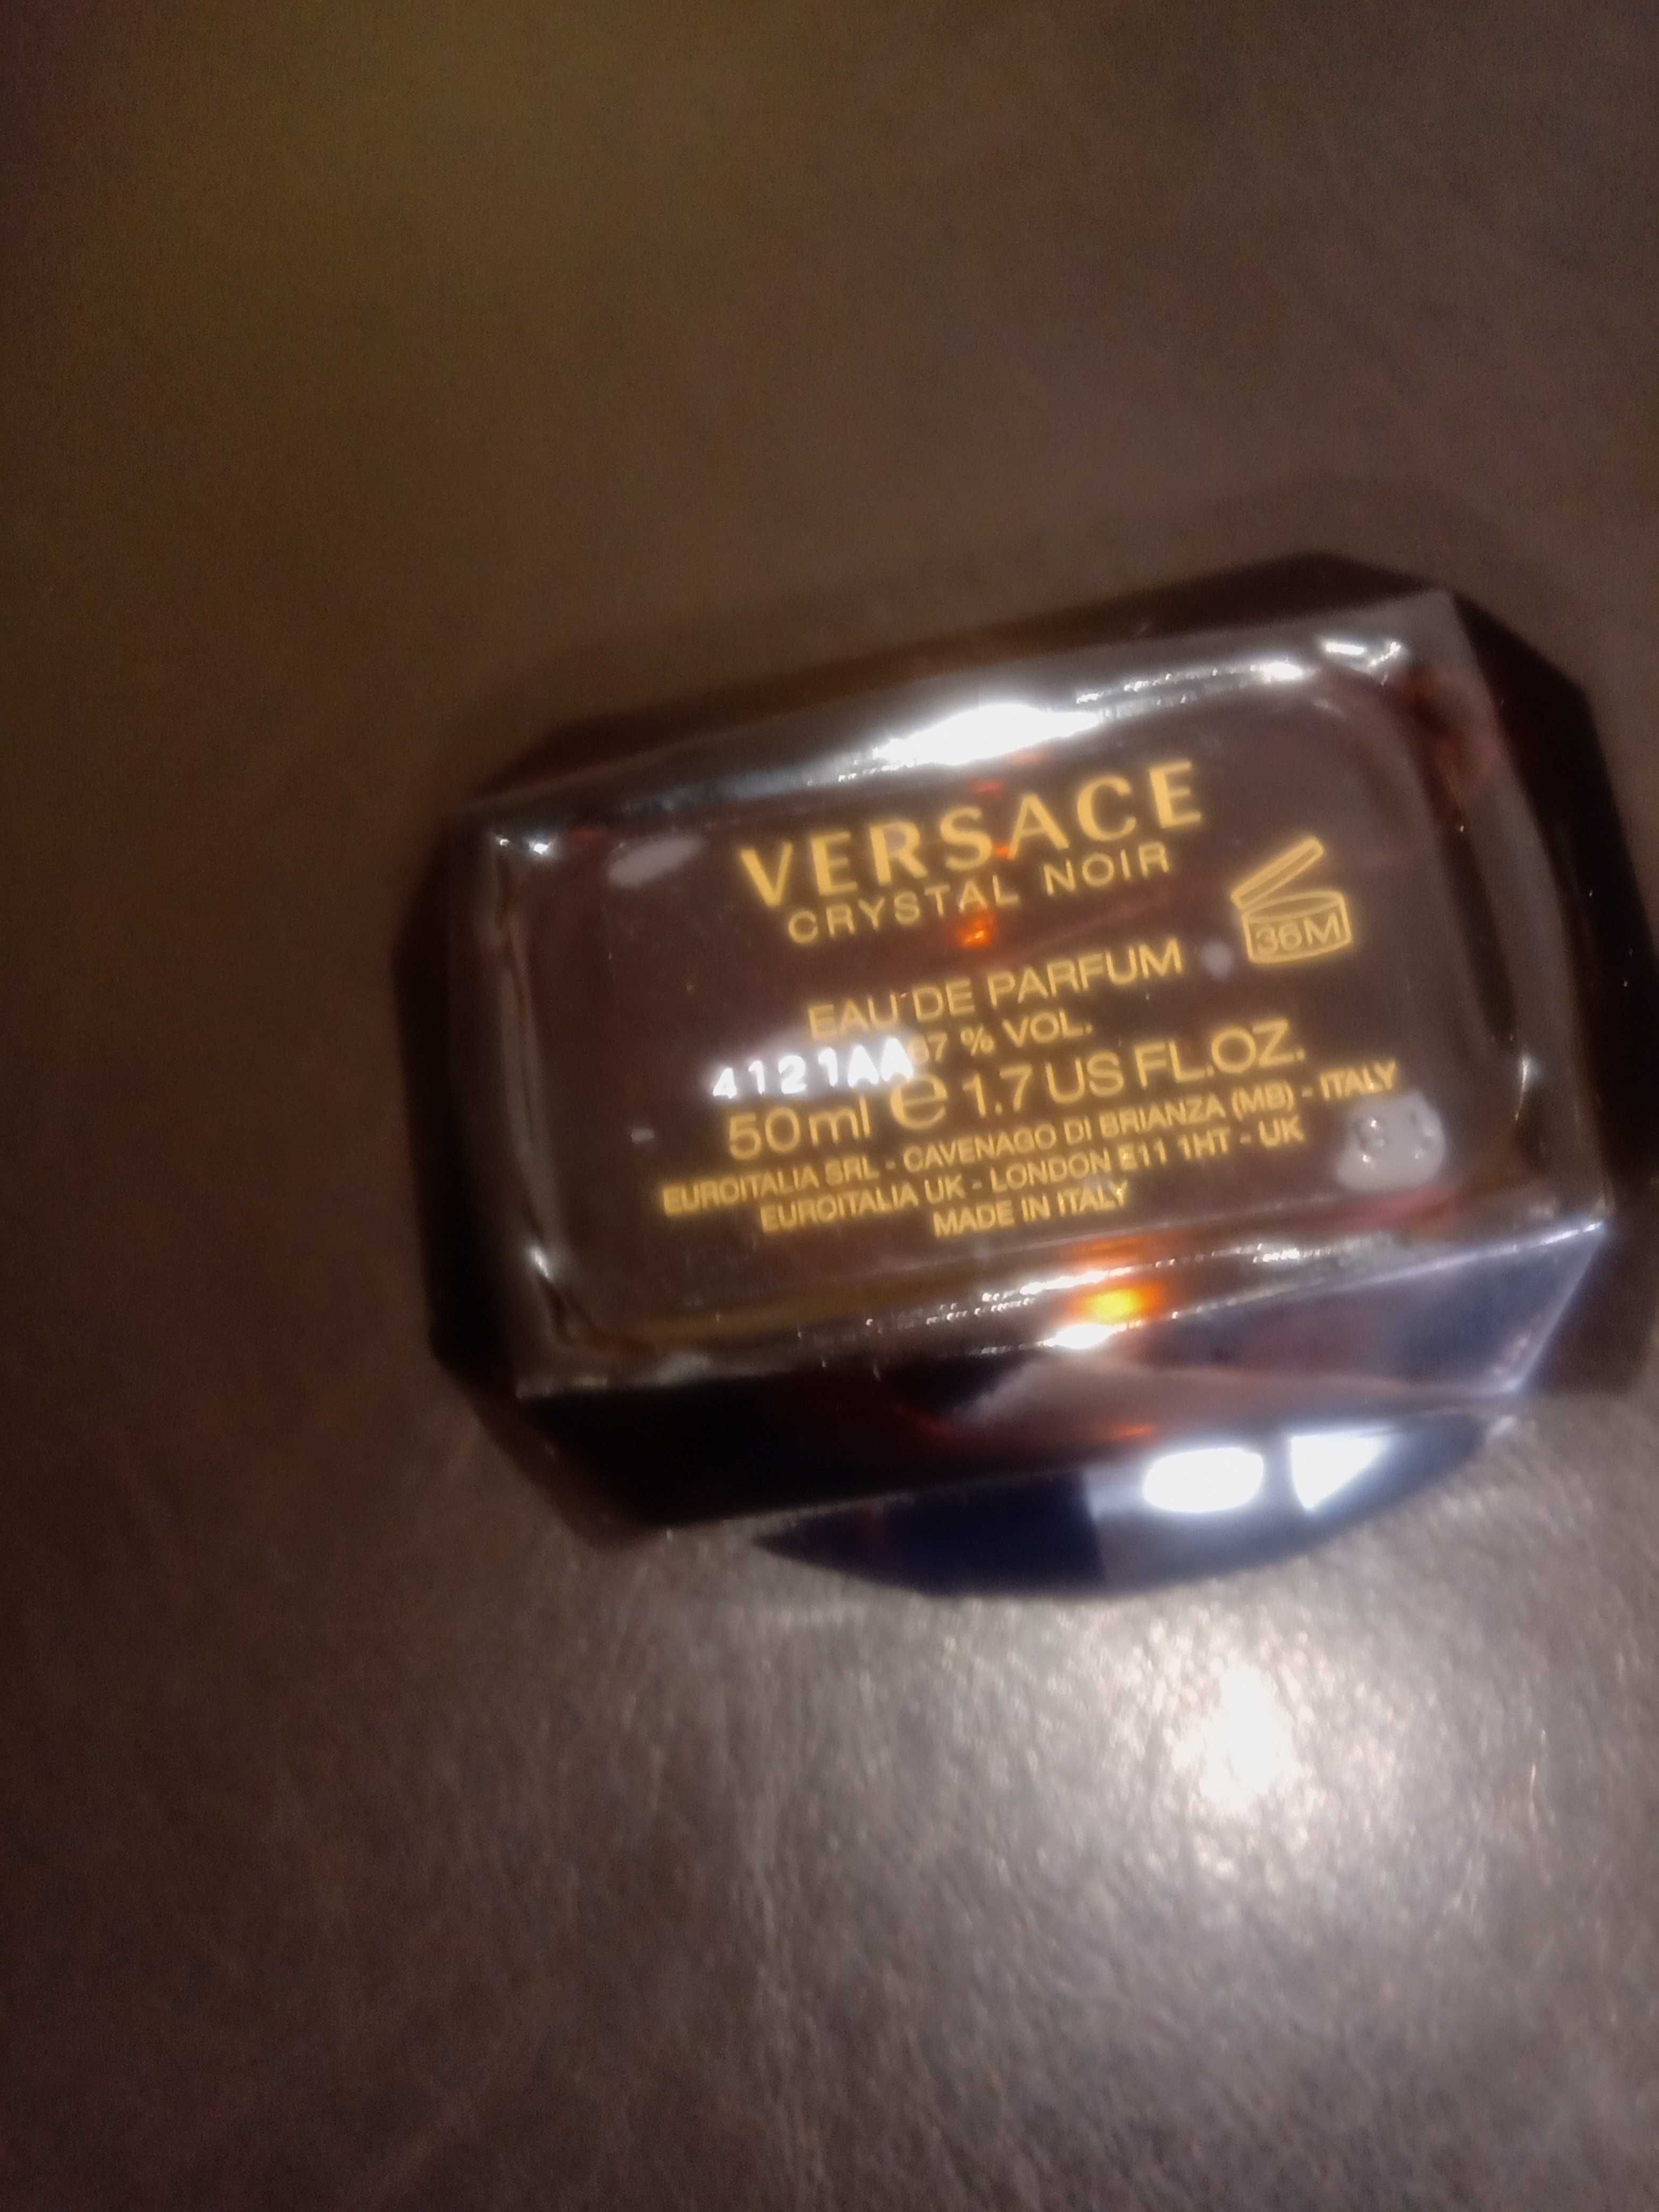 VERSACE
CRYSTAL NOIR
36M
EAU DE PARFUM
67 % VOL.
4121AA
50ml e 1.7 US FL.OZ.
EUROITALIA SRL - CAVENAGO DI BRIANZA (MB) - ITALY
EUROITALIA UK - LONDON E11 1HT - UK
MADE IN ITALY